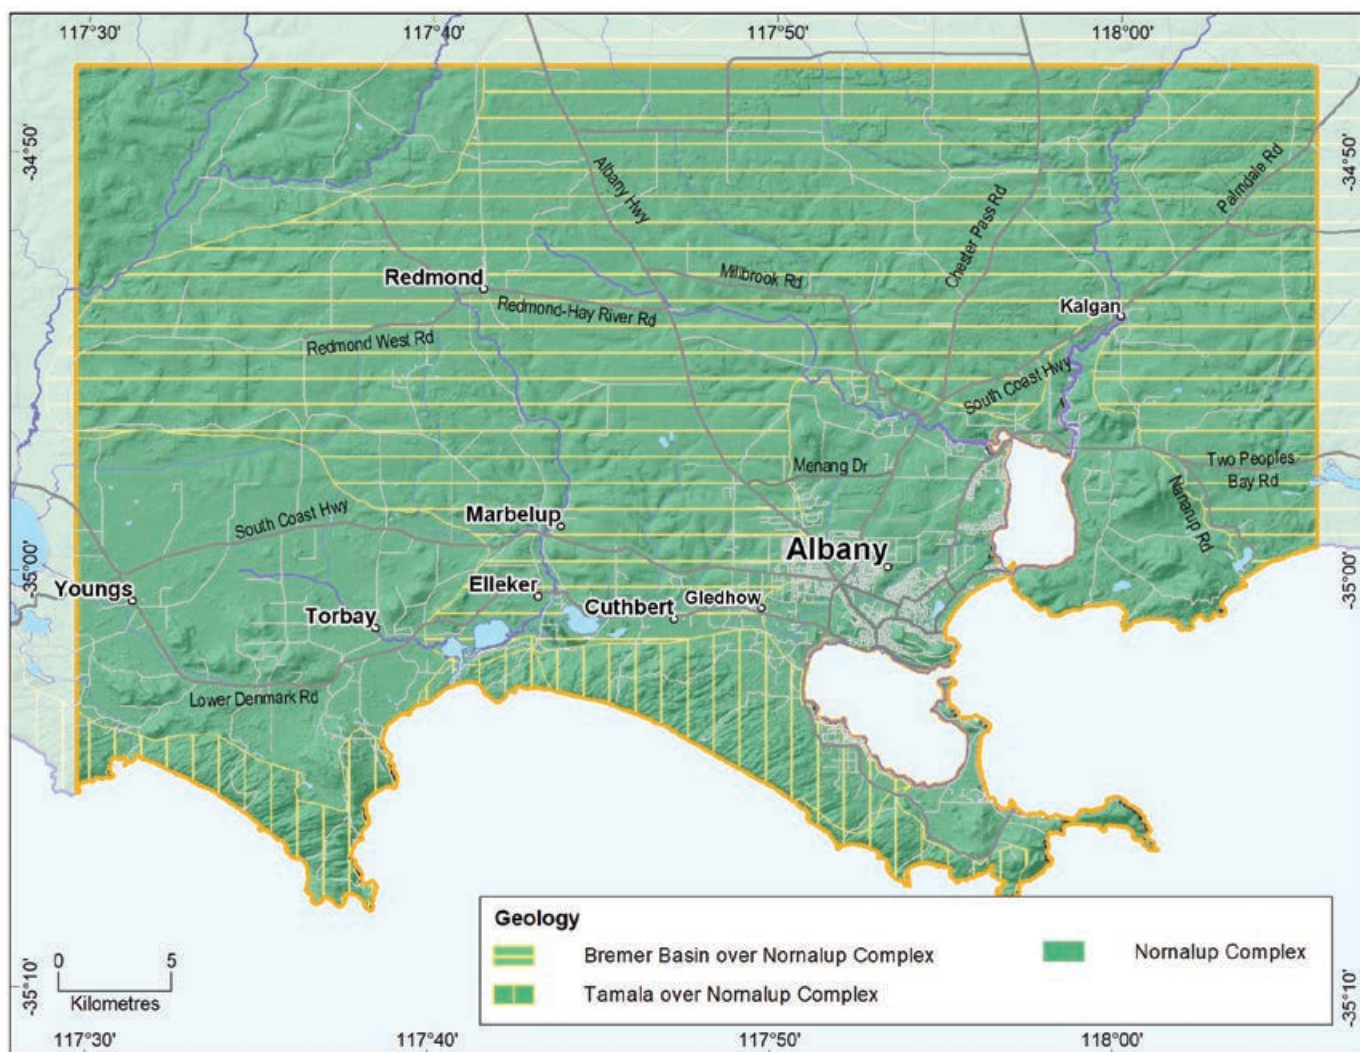 117°30' 117°40' 117°50' 118°00'
-34°50' -34°50'
Albany Hwy
Chester Pass Rd
Palmdale Rd
Redmond
Millbrook Rd
Redmond-Hay River Rd
Kalgan
Redmond West Rd
South Coast Hwy
Menang Dr
Two Peoples
Bay Rd
Nanarup Rd
South Coast Hwy
Marbelup
Albany
-35°00' -35°00'
Youngs
Elleker
Cuthbert
Gledhow
Torbay
Lower Denmark Rd
Geology
Bremer Basin over Nornalup Complex
Nornalup Complex
Tamala over Nornalup Complex
0 5
Kilometres
-35°10' -35°10'
117°30' 117°40' 117°50' 118°00'